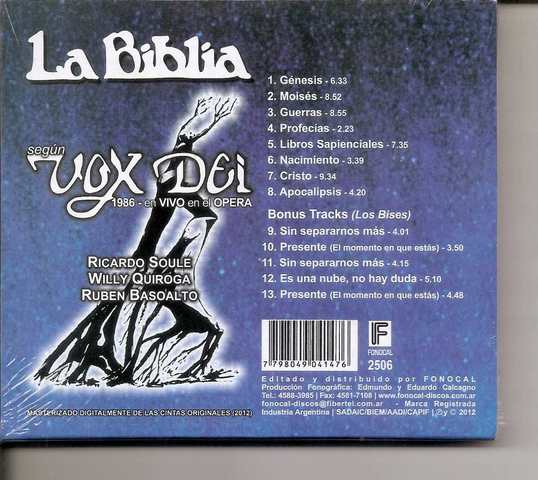 La Biblia
según
VOX DEI
1986 - en VIVO en el OPERA
RICARDO SOULE
WILLY QUIROGA
RUBEN BASOALTO
MASTERIZADO DIGITALMENTE DE LAS CINTAS ORIGINALES (2012)
1. Génesis - 6.33
2. Moisés - 8.52
3. Guerras - 8.55
4. Profecias - 2.23
5. Libros Sapienciales - 7.35
6. Nacimiento - 3.39
7. Cristo - 9.34
8. Apocalipsis - 4.20
Bonus Tracks (Los Bises)
9. Sin separarnos más - 4.01
10. Presente (El momento en que estás) - 3.50
11. Sin separarnos más - 4.15
12. Es una nube, no hay duda - 5.10
13. Presente (El momento en que estás) - 4.48
7 798049 041476
F
FONOCAL
2506
Editado y distribuido por FONOCAL
Producción Fonográfica: Edmundo y Eduardo Calcagno
Tel.: 4588-3985 | Fax: 4581-7108 | www.fonocal.com.ar
fonocal-discos@fibertel.com.ar - Marca Registrada
Industria Argentina | SADAIC/BIEM/AADI/CAPIF | Ⓟ y © 2012